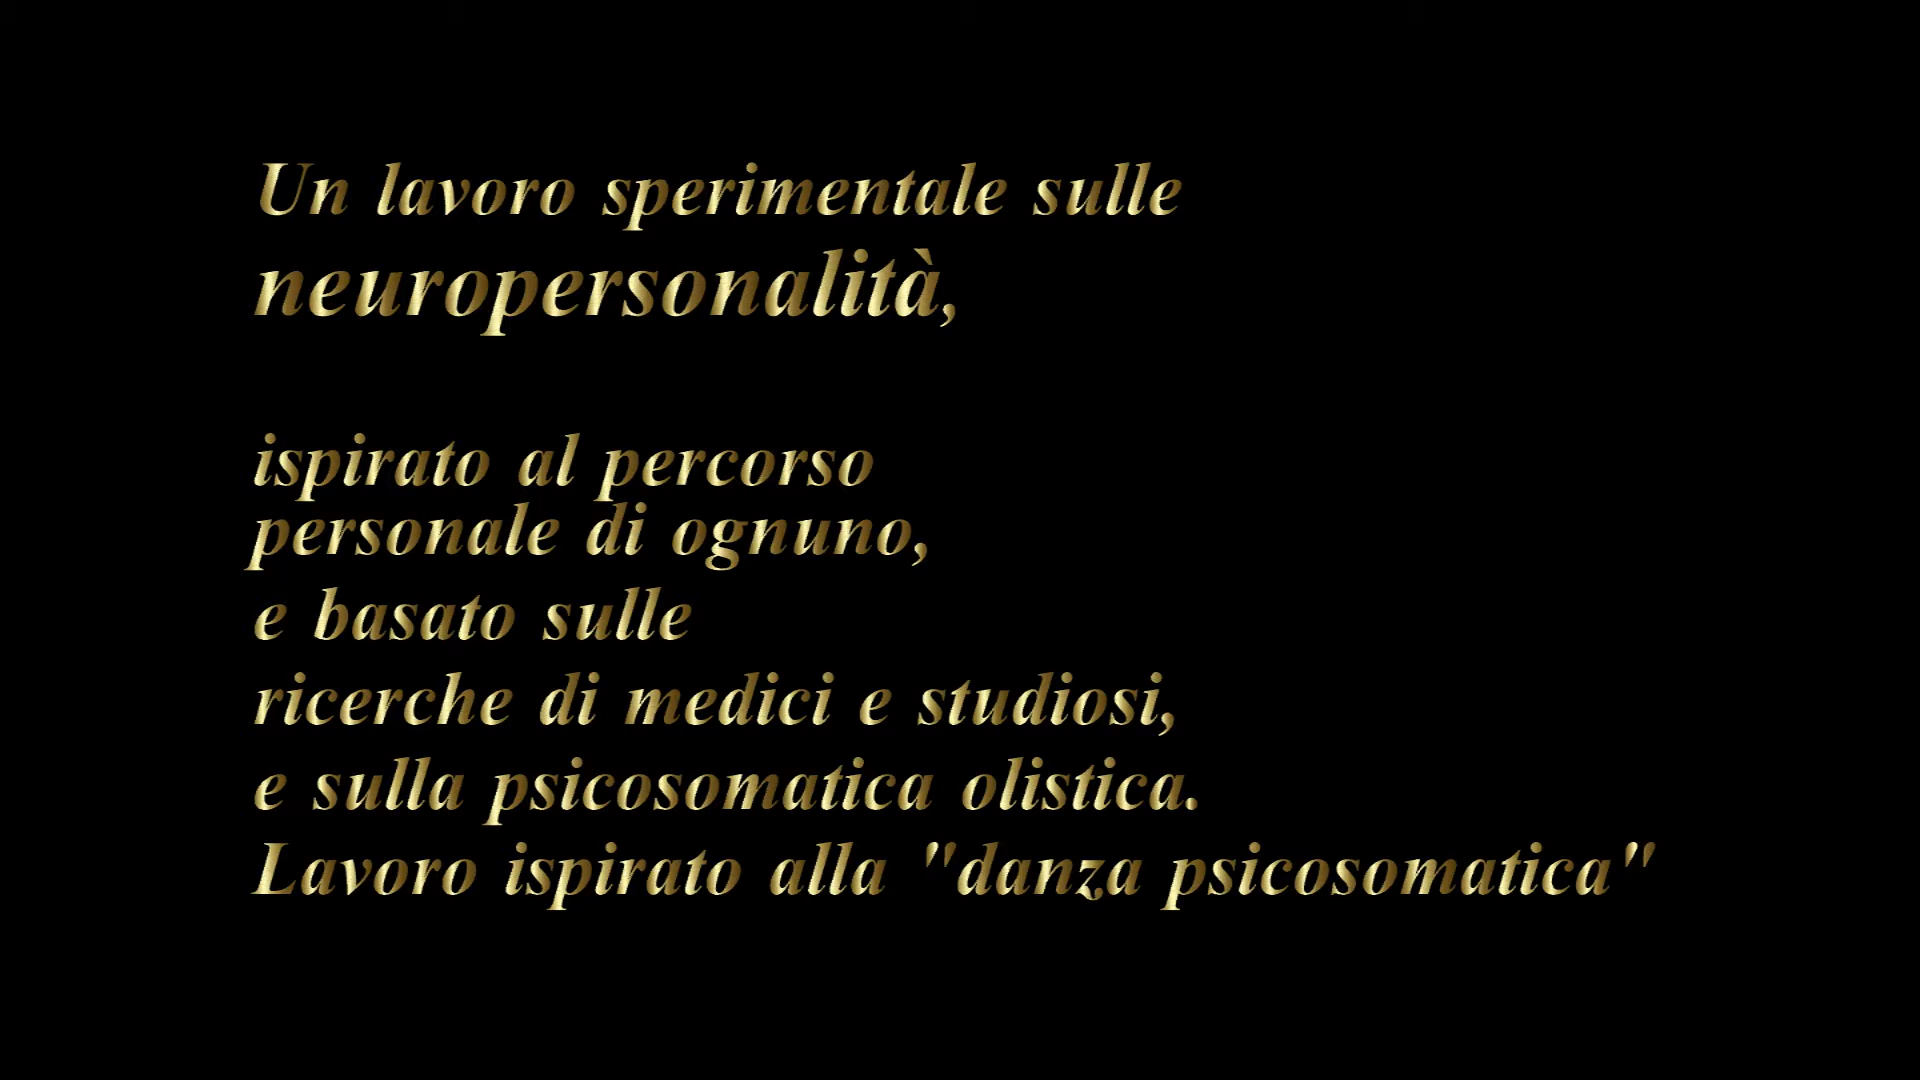 Un lavoro sperimentale sulle
neuropersonalità,
ispirato al percorso
personale di ognuno,
e basato sulle
ricerche di medici e studiosi,
e sulla psicosomatica olistica.
Lavoro ispirato alla "danza psicosomatica"